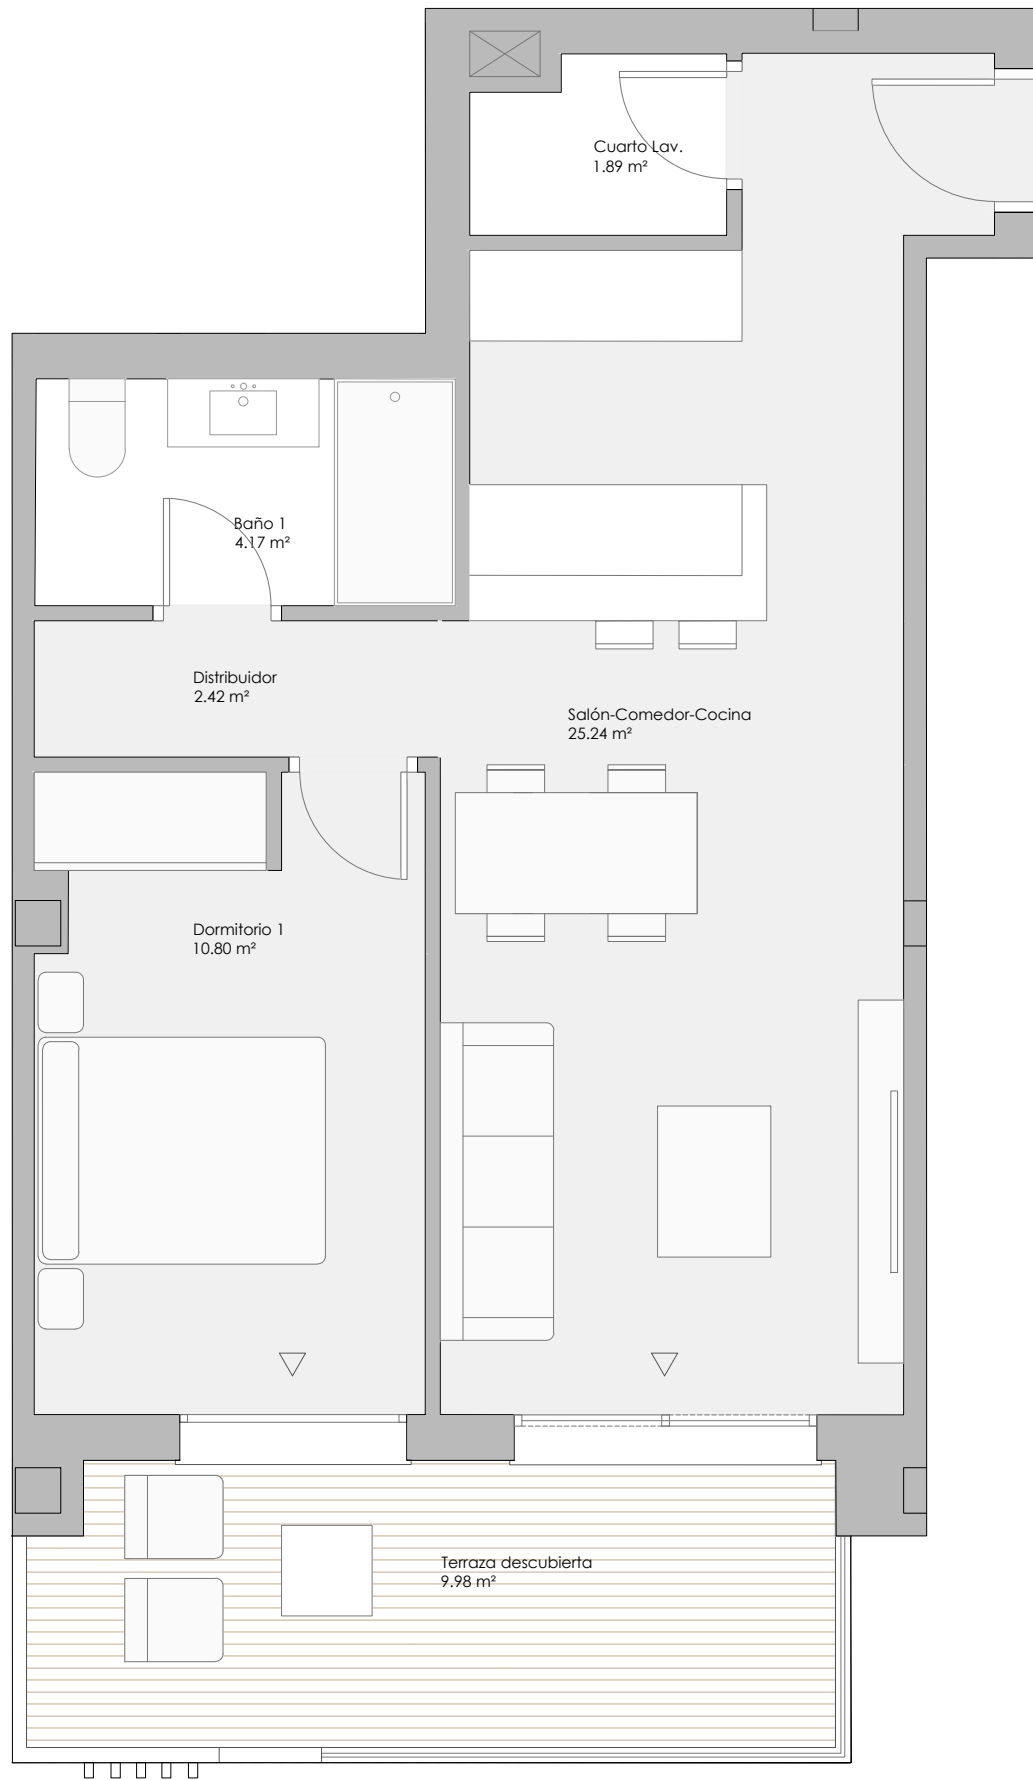 Cuarto Lav.
1.89 m²
Baño 1
4.17 m²
Distribuidor
2.42 m²
Salón-Comedor-Cocina
25.24 m²
Dormitorio 1
10.80 m²
Terraza descubierta
9.98 m²